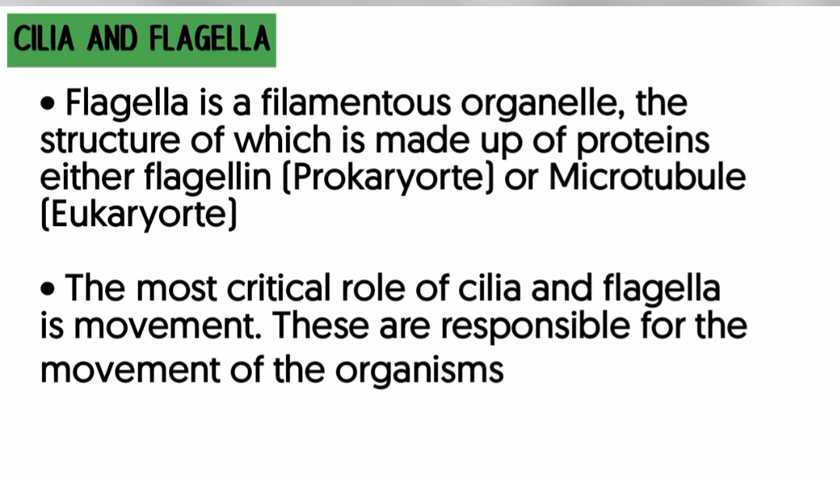 CILIA AND FLAGELLA
• Flagella is a filamentous organelle, the
structure of which is made up of proteins
either flagellin (Prokaryorte) or Microtubule
(Eukaryorte)
• The most critical role of cilia and flagella
is movement. These are responsible for the
movement of the organisms